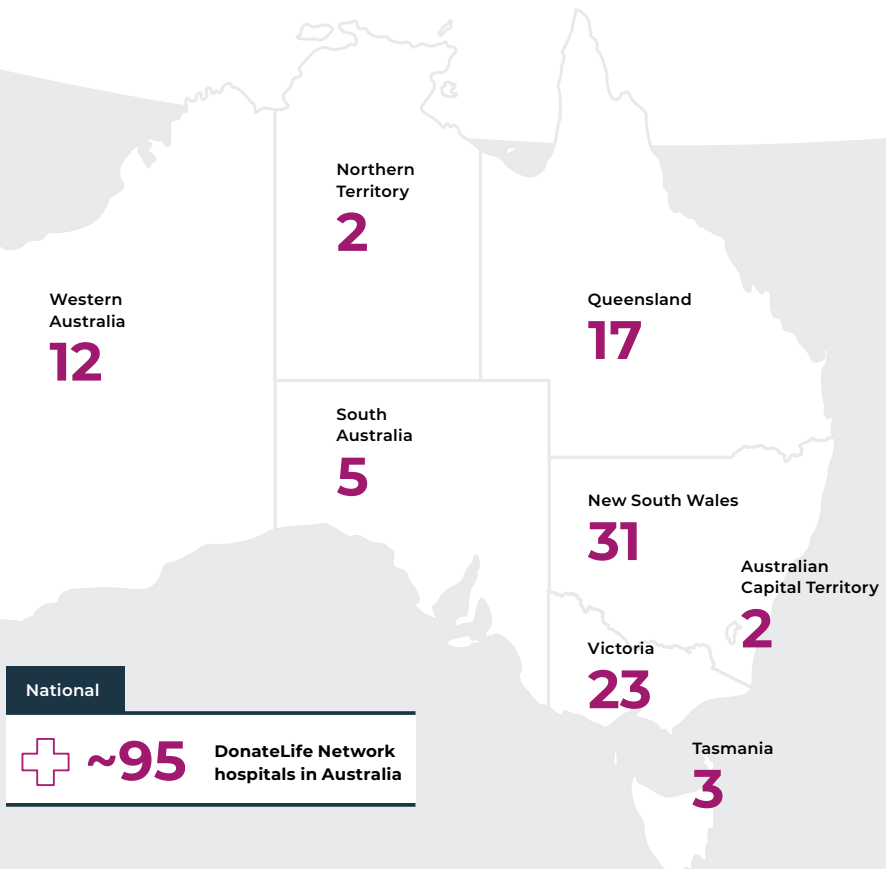 Northern
Territory
2
Western
Australia
12
Queensland
17
South
Australia
5
New South Wales
31
Australian
Capital Territory
2
Victoria
23
Tasmania
3
National
~95
DonateLife Network
hospitals in Australia